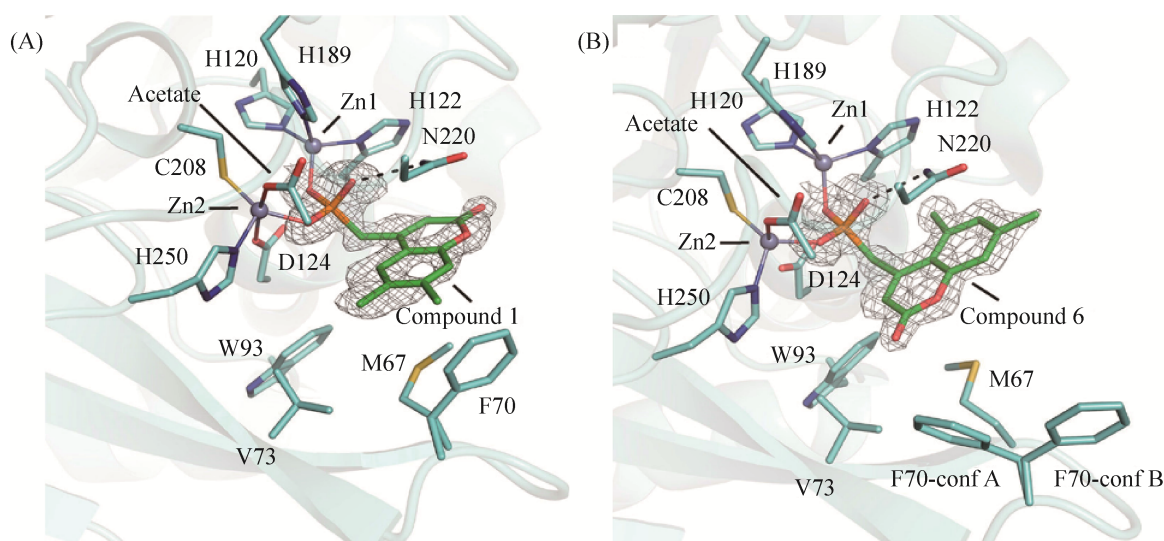 (A)
H189
H120
Zn1
H122
Acetate
N220
C208
Zn2
H250
D124
Compound 1
W93
M67
F70
V73
(B)
H189
Zn1
H120
H122
Acetate
N220
C208
Zn2
D124
H250
Compound 6
W93
M67
V73
F70-conf A
F70-conf B